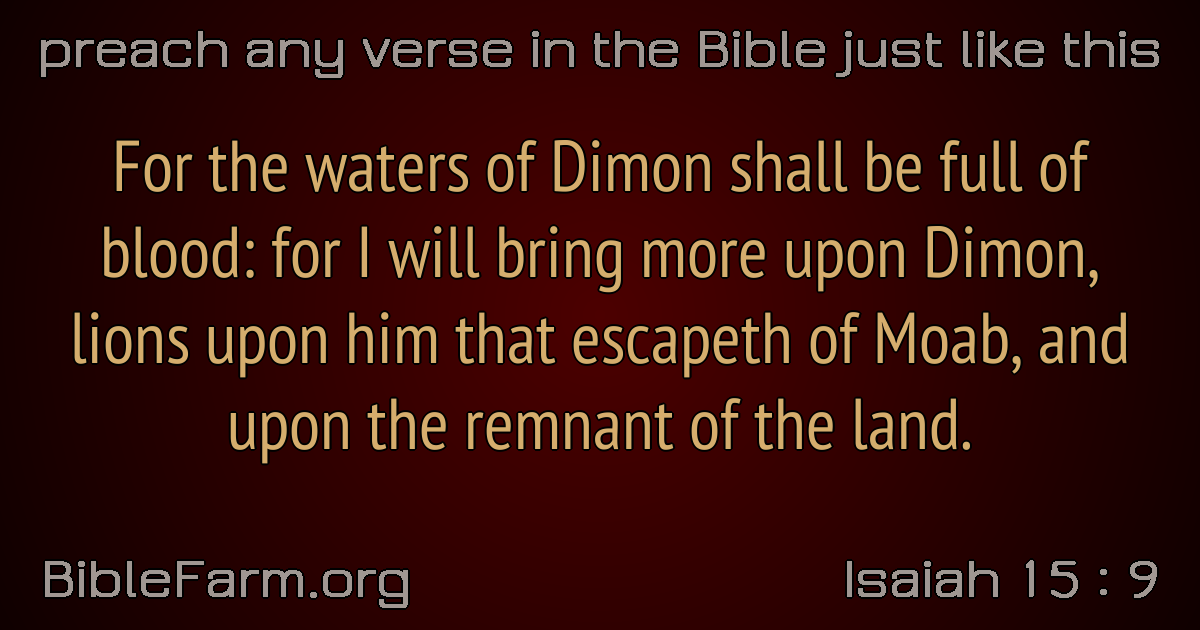 preach any verse in the Bible just like this
For the waters of Dimon shall be full of
blood: for I will bring more upon Dimon,
lions upon him that escapeth of Moab, and
upon the remnant of the land.
BibleFarm.org
Isaiah 15 : 9